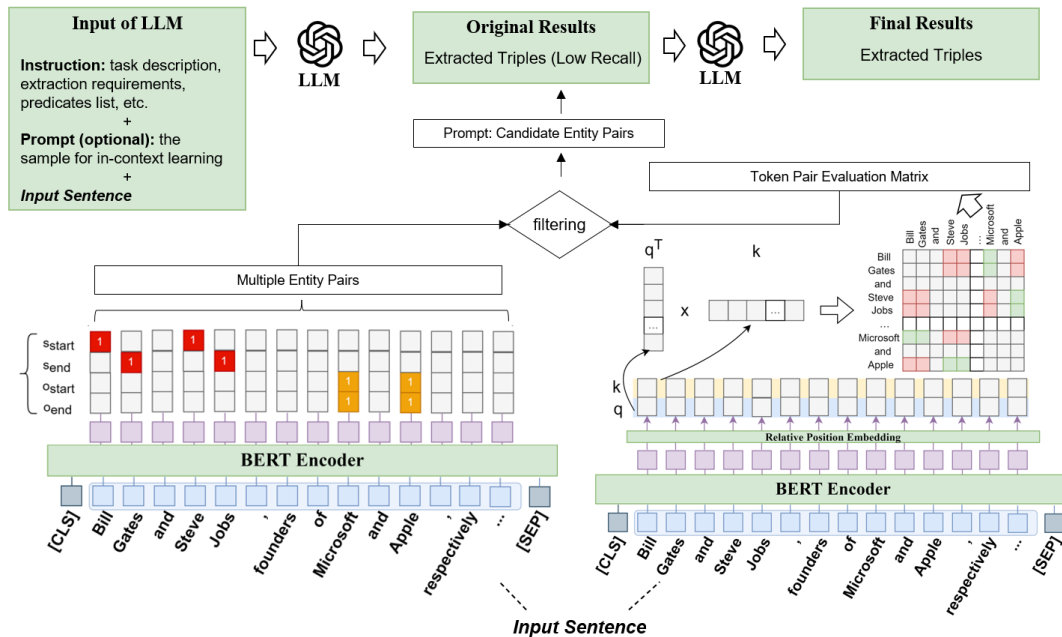 Input of LLM
Instruction: task description,
extraction requirements,
predicates list, etc.
+
Prompt (optional): the
sample for in-context learning
+
Input Sentence
LLM
Original Results
Extracted Triples (Low Recall)
LLM
Final Results
Extracted Triples
Prompt: Candidate Entity Pairs
Token Pair Evaluation Matrix
filtering
Multiple Entity Pairs
sstart
send
ostart
oend
1
1
1
1
1
1
1
1
BERT Encoder
[CLS]
Bill
Gates
and
Steve
Jobs
,
founders
of
Microsoft
and
Apple
,
respectively
...
[SEP]
qT
k
x
...
...
Bill
Gates
and
Steve
Jobs
...
Microsoft
and
Apple
Bill
Gates
and
Steve
Jobs
...
Microsoft
and
Apple
k
q
Relative Position Embedding
BERT Encoder
[CLS]
Bill
Gates
and
Steve
Jobs
,
founders
of
Microsoft
and
Apple
,
respectively
...
[SEP]
Input Sentence